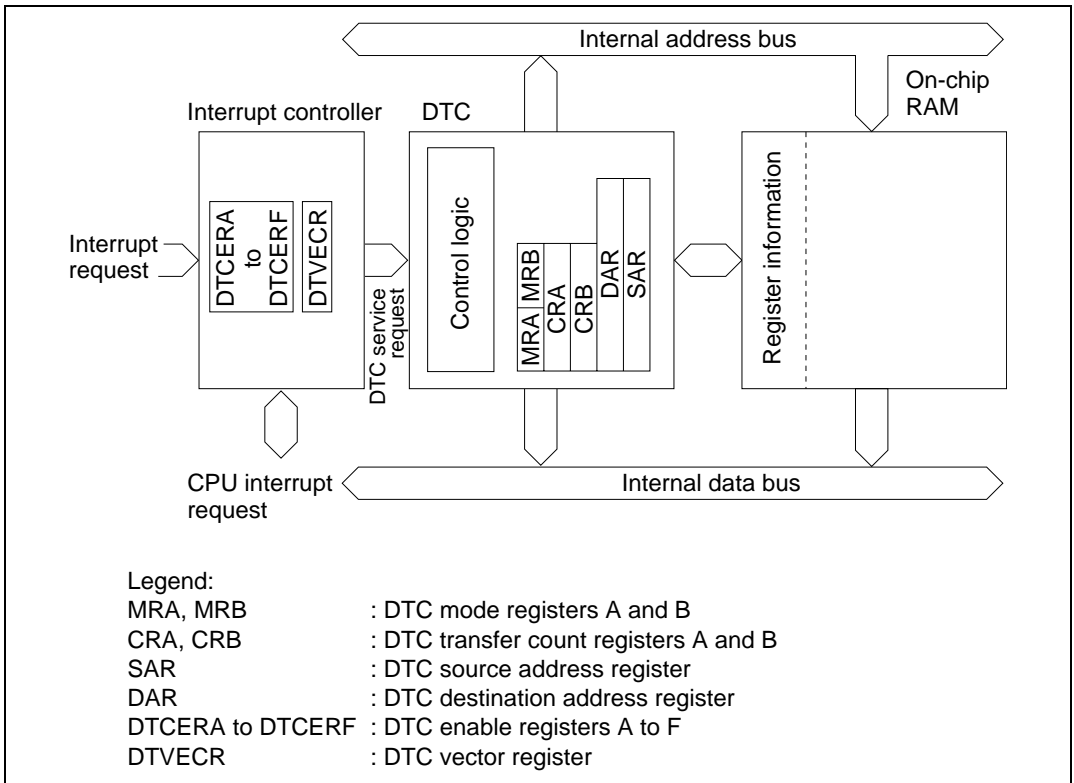 Internal address bus
On-chip
RAM
Interrupt controller
DTC
Interrupt
request
DTCERA
to
DTCERF
DTVECR
DTC service
request
Control logic
MRA MRB
CRA
CRB
DAR
SAR
Register information
CPU interrupt
request
Internal data bus
Legend:
MRA, MRB : DTC mode registers A and B
CRA, CRB : DTC transfer count registers A and B
SAR : DTC source address register
DAR : DTC destination address register
DTCERA to DTCERF : DTC enable registers A to F
DTVECR : DTC vector register